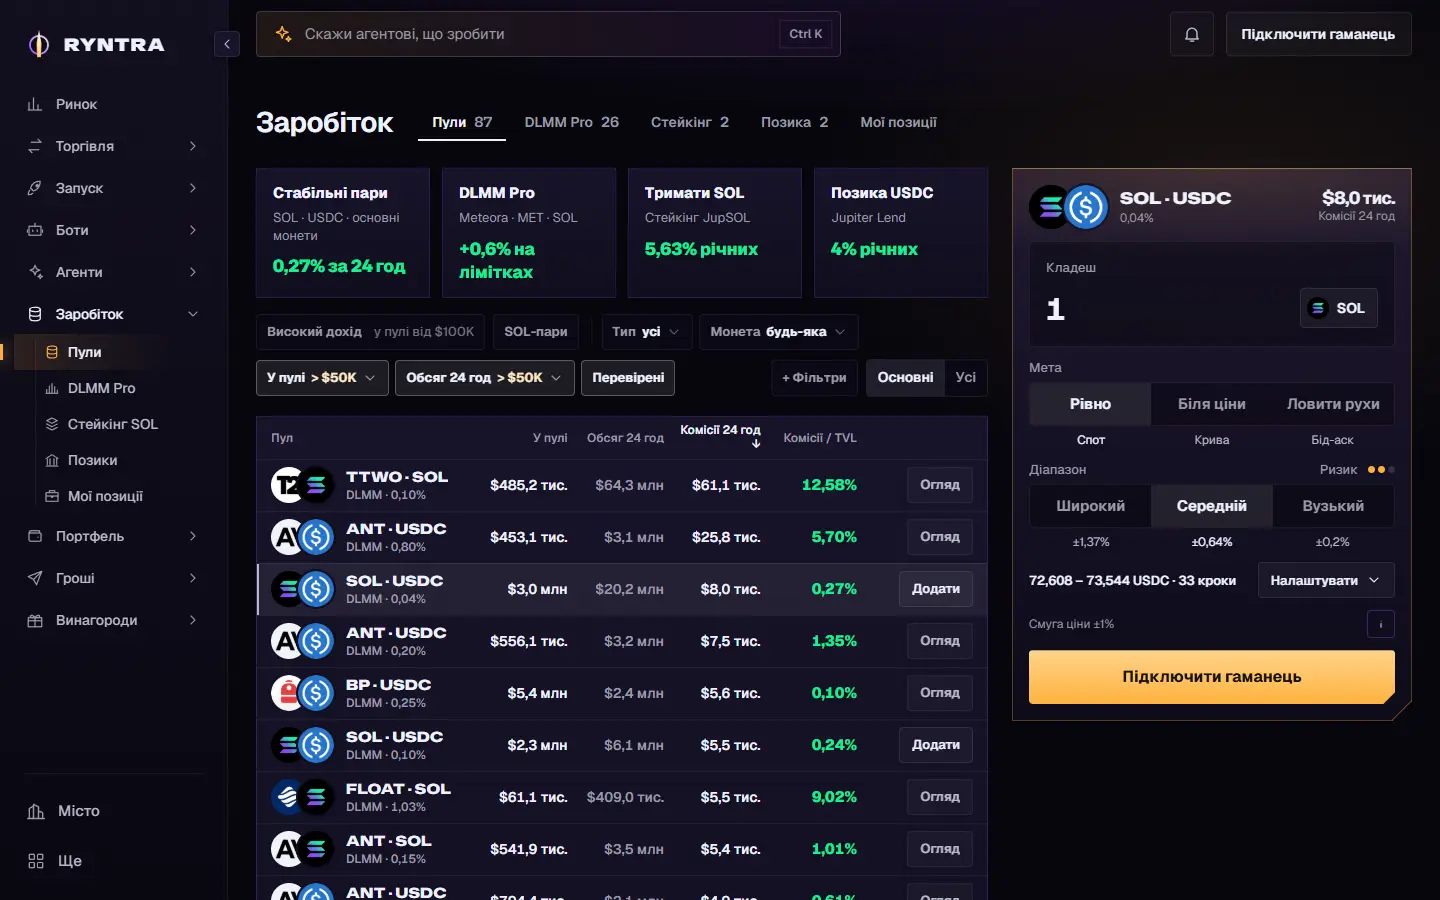 RYNTRA
Скажи агентові, що зробити
Ctrl K
Підключити гаманець
Ринок
Торгівля
Запуск
Боти
Агенти
Заробіток
Пули
DLMM Pro
Стейкінг SOL
Позики
Мої позиції
Портфель
Гроші
Винагороди
Місто
Ще
Заробіток
Пули 87
DLMM Pro 26
Стейкінг 2
Позика 2
Мої позиції
Стабільні пари
SOL · USDC · основні
монети
0,27% за 24 год
DLMM Pro
Meteora · MET · SOL
+0,6% на
лімітках
Тримати SOL
Стейкінг JupSOL
5,63% річних
Позика USDC
Jupiter Lend
4% річних
Високий дохід у пулі від $100K
SOL-пари
Тип усі
Монета будь-яка
У пулі > $50K
Обсяг 24 год > $50K
Перевірені
+ Фільтри
Основні
Усі
Пул
У пулі
Обсяг 24 год
Комісії 24 год
↓
Комісії / TVL
TTWO · SOL
DLMM · 0,10%
$485,2 тис.
$64,3 млн
$61,1 тис.
12,58%
Огляд
ANT · USDC
DLMM · 0,80%
$453,1 тис.
$3,1 млн
$25,8 тис.
5,70%
Огляд
SOL · USDC
DLMM · 0,04%
$3,0 млн
$20,2 млн
$8,0 тис.
0,27%
Додати
ANT · USDC
DLMM · 0,20%
$556,1 тис.
$3,2 млн
$7,5 тис.
1,35%
Огляд
BP · USDC
DLMM · 0,25%
$5,4 млн
$2,4 млн
$5,6 тис.
0,10%
Огляд
SOL · USDC
DLMM · 0,10%
$2,3 млн
$6,1 млн
$5,5 тис.
0,24%
Додати
FLOAT · SOL
DLMM · 1,03%
$61,1 тис.
$409,0 тис.
$5,5 тис.
9,02%
Огляд
ANT · SOL
DLMM · 0,15%
$541,9 тис.
$3,5 млн
$5,4 тис.
1,01%
Огляд
ANT · USDC
SOL · USDC
0,04%
$8,0 тис.
Комісії 24 год
Кладеш
1
SOL
Мета
Рівно
Біля ціни
Ловити рухи
Спот
Крива
Бід-аск
Діапазон
Ризик
Широкий
Середній
Вузький
±1,37%
±0,64%
±0,2%
72,608 – 73,544 USDC · 33 кроки
Налаштувати
Смуга ціни ±1%
i
Підключити гаманець